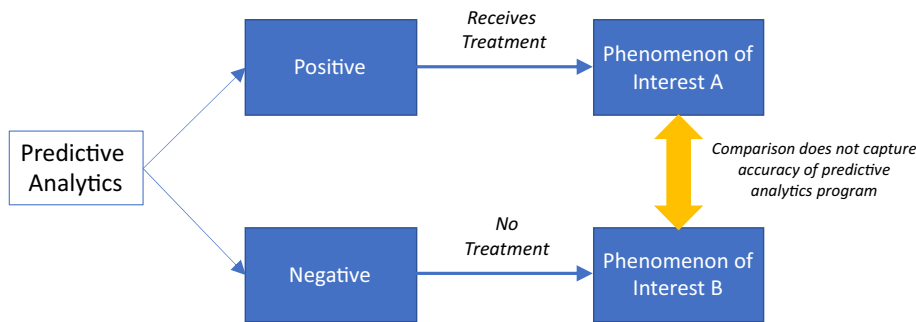 Receives
Treatment
Positive
Phenomenon of
Interest A
Predictive
Analytics
Comparison does not capture
accuracy of predictive
analytics program
No
Treatment
Negative
Phenomenon of
Interest B